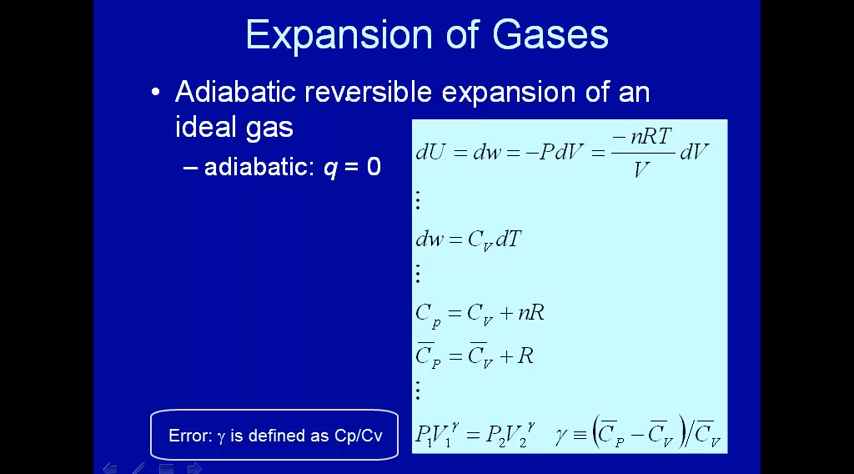 Expansion of Gases
• Adiabatic reversible expansion of an
ideal gas
– adiabatic: q = 0
dU = dw = −PdV = −nRT/V dV
⋮
dw = C_V dT
⋮
C_p = C_V + nR
C̅_P = C̅_V + R
⋮
P₁V₁^γ = P₂V₂^γ γ ≡ (C̅_P − C̅_V)/C̅_V
Error: γ is defined as Cp/Cv